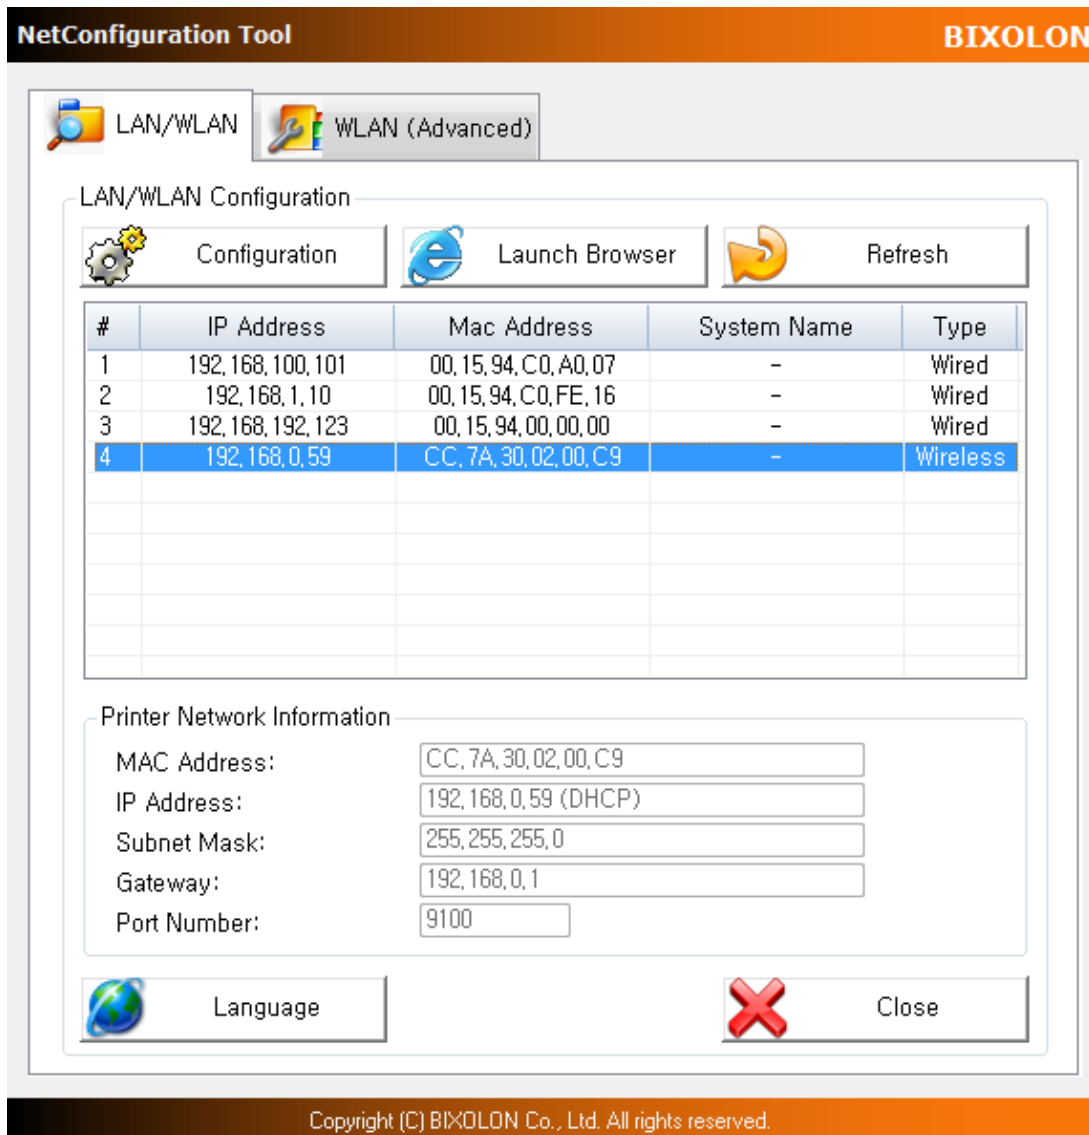 NetConfiguration Tool BIXOLON
LAN/WLAN WLAN (Advanced)
LAN/WLAN Configuration
Configuration Launch Browser Refresh
# IP Address Mac Address System Name Type
1 192,168,100,101 00,15,94,C0,A0,07 - Wired
2 192,168,1,10 00,15,94,C0,FE,16 - Wired
3 192,168,192,123 00,15,94,00,00,00 - Wired
4 192,168,0,59 CC,7A,30,02,00,C9 - Wireless
Printer Network Information
MAC Address: CC,7A,30,02,00,C9
IP Address: 192,168,0,59 (DHCP)
Subnet Mask: 255,255,255,0
Gateway: 192,168,0,1
Port Number: 9100
Language Close
Copyright (C) BIXOLON Co., Ltd. All rights reserved.